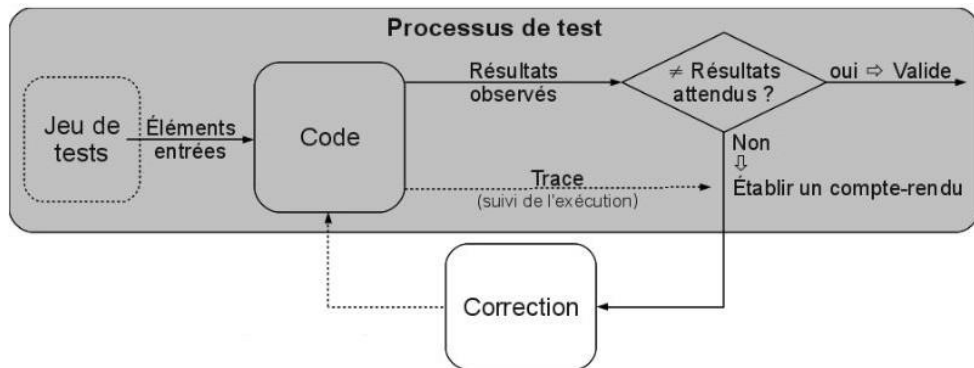 Processus de test
Jeu de
tests
Éléments
entrées
Code
Résultats
observés
≠ Résultats
attendus ?
oui ⇨ Valide
Non
⇩
Établir un compte-rendu
Trace
(suivi de l'exécution)
Correction